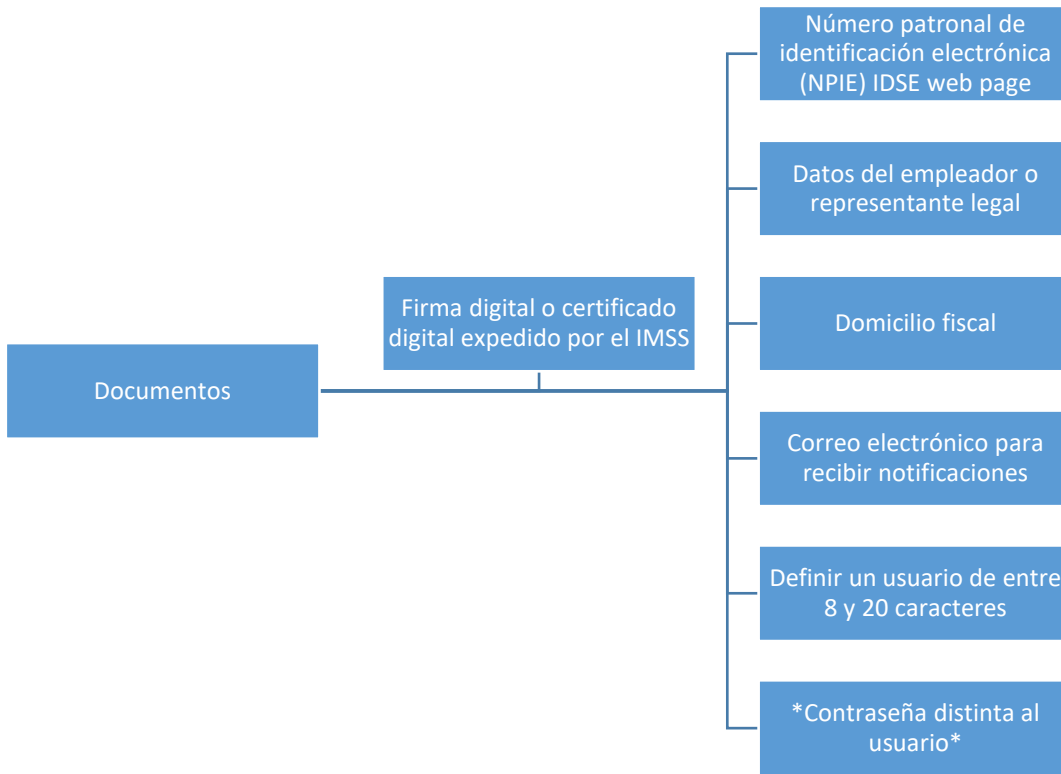 Documentos
Firma digital o certificado
digital expedido por el IMSS
Número patronal de
identificación electrónica
(NPIE) IDSE web page
Datos del empleador o
representante legal
Domicilio fiscal
Correo electrónico para
recibir notificaciones
Definir un usuario de entre
8 y 20 caracteres
*Contraseña distinta al
usuario*